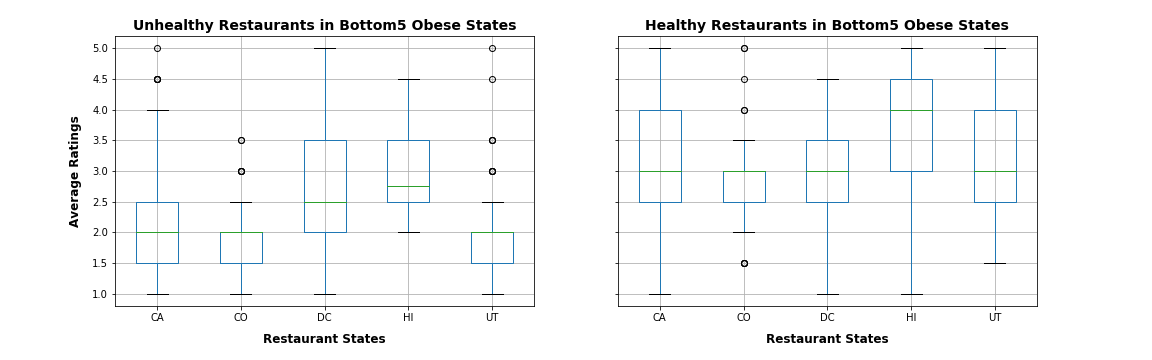 Unhealthy Restaurants in Bottom5 Obese States
Average Ratings
5.0
4.5
4.0
3.5
3.0
2.5
2.0
1.5
1.0
CA CO DC HI UT
Restaurant States
Healthy Restaurants in Bottom5 Obese States
CA CO DC HI UT
Restaurant States